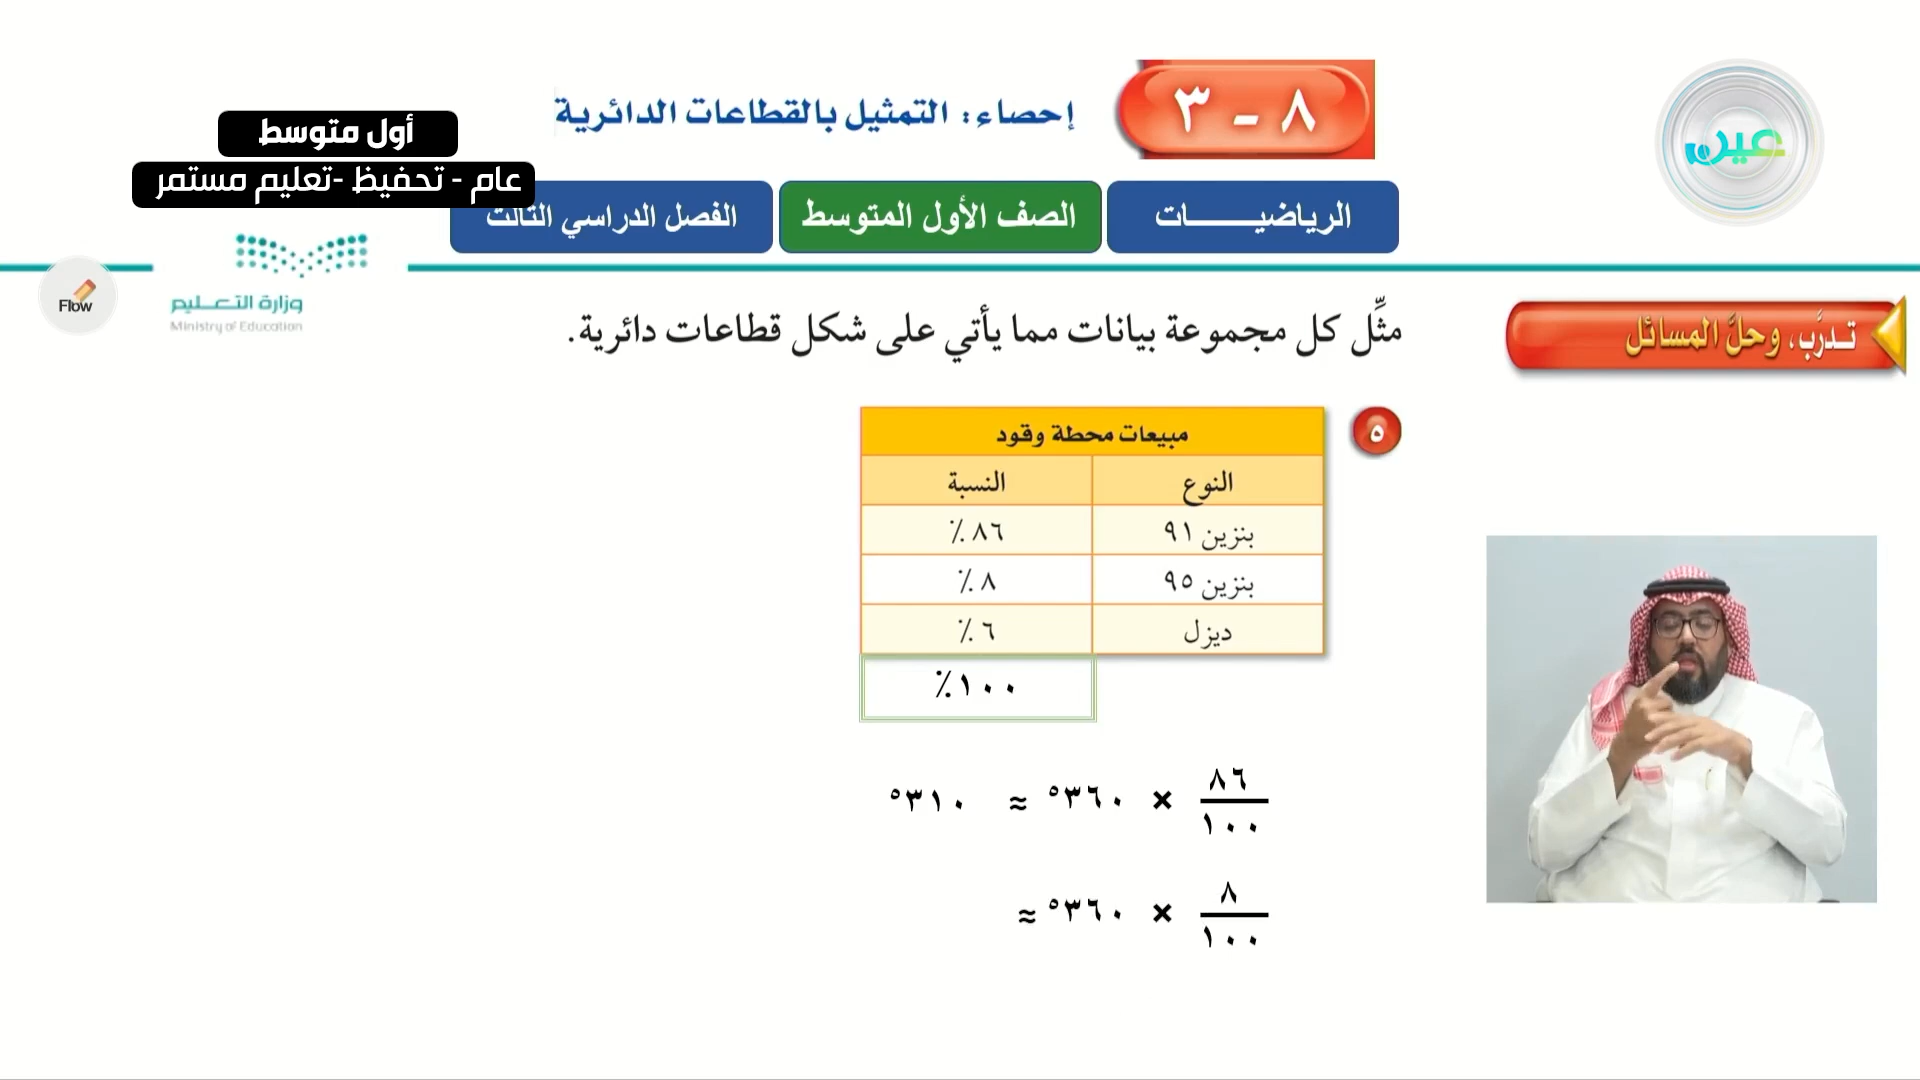 ٨ - ٣
إحصاء: التمثيل بالقطاعات الدائرية
أول متوسط
عام - تحفيظ -تعليم مستمر
عين
الرياضيـــــــات
الصف الأول المتوسط
الفصل الدراسي الثالث
Flow
وزارة التعـــليم
Ministry of Education
تـدرَّب، وحلَّ المسائل
مثِّل كل مجموعة بيانات مما يأتي على شكل قطاعات دائرية.
٥
مبيعات محطة وقود
النوع النسبة
بنزين ٩١ ٨٦٪
بنزين ٩٥ ٨٪
ديزل ٦٪
١٠٠٪
٨٦/١٠٠ × ٣٦٠° ≈ ٣١٠°
٨/١٠٠ × ٣٦٠° ≈